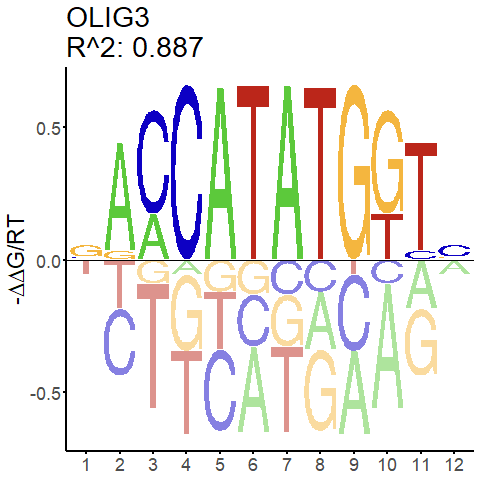 OLIG3
R^2: 0.887
-ΔΔG/RT
0.5
0.0
-0.5
G A C C A T A T G G T C
C G A T C C
T T G A G G C C T C A A
C T G T C G A C A G
T C A T G A
1 2 3 4 5 6 7 8 9 10 11 12